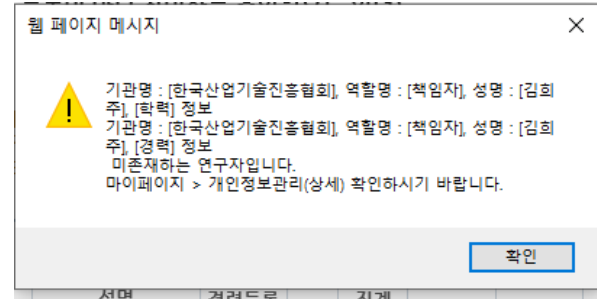 웹 페이지 메시지
기관명 : [한국산업기술진흥협회], 역할명 : [책임자], 성명 : [김희
주], [학력] 정보
기관명 : [한국산업기술진흥협회], 역할명 : [책임자], 성명 : [김희
주], [경력] 정보
미존재하는 연구자입니다.
마이페이지 > 개인정보관리(상세) 확인하시기 바랍니다.
확인